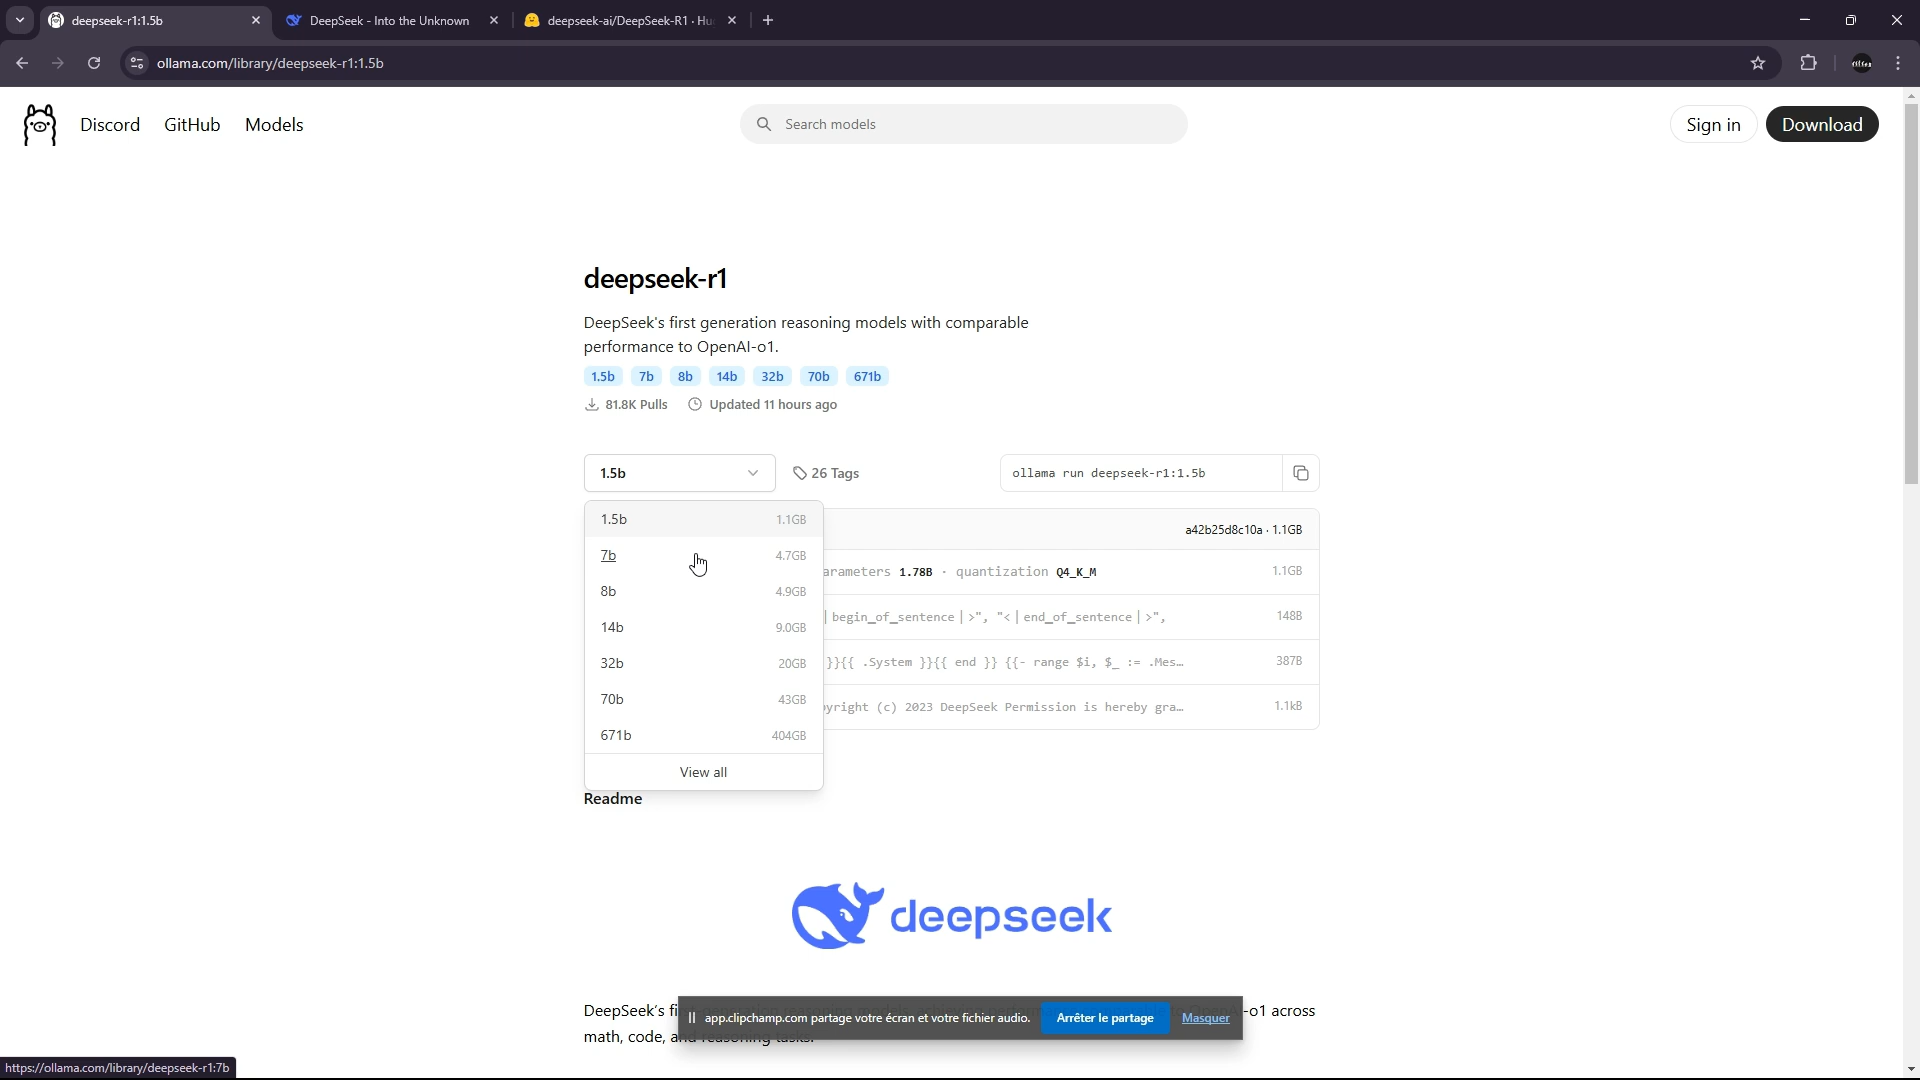 deepseek-r1:1.5b
DeepSeek - Into the Unknown
deepseek-ai/DeepSeek-R1 · Hu
ollama.com/library/deepseek-r1:1.5b
Discord GitHub Models
Search models
Sign in
Download
deepseek-r1
DeepSeek's first generation reasoning models with comparable
performance to OpenAI-o1.
1.5b 7b 8b 14b 32b 70b 671b
81.8K Pulls Updated 11 hours ago
1.5b
26 Tags
ollama run deepseek-r1:1.5b
1.5b 1.1GB
7b 4.7GB
8b 4.9GB
14b 9.0GB
32b 20GB
70b 43GB
671b 404GB
View all
a42b25d8c10a · 1.1GB
arameters 1.78B · quantization Q4_K_M 1.1GB
|begin_of_sentence|>", "<|end_of_sentence|>", 148B
}}{{ .System }}{{ end }} {{- range $i, $_ := .Mes… 387B
yright (c) 2023 DeepSeek Permission is hereby gra… 1.1kB
Readme
deepseek
DeepSeek's fi -o1 across
math, code, and reasoning tasks.
app.clipchamp.com partage votre écran et votre fichier audio.
Arrêter le partage
Masquer
https://ollama.com/library/deepseek-r1:7b